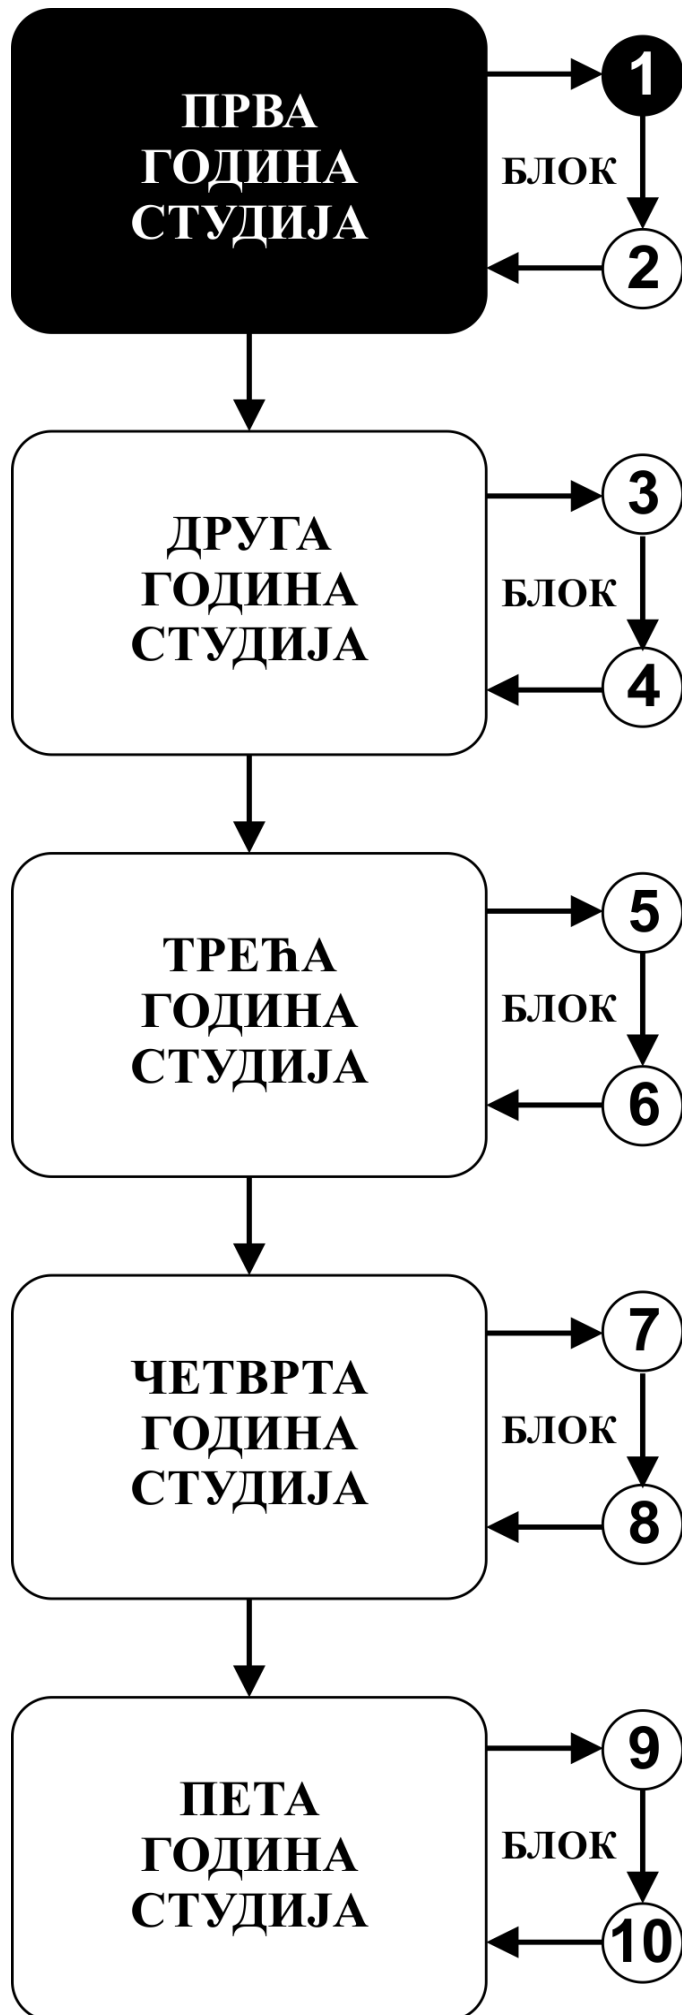 ПРВА
ГОДИНА
СТУДИЈА
1
БЛОК
2
ДРУГА
ГОДИНА
СТУДИЈА
3
БЛОК
4
ТРЕЋА
ГОДИНА
СТУДИЈА
5
БЛОК
6
ЧЕТВРТА
ГОДИНА
СТУДИЈА
7
БЛОК
8
ПЕТА
ГОДИНА
СТУДИЈА
9
БЛОК
10